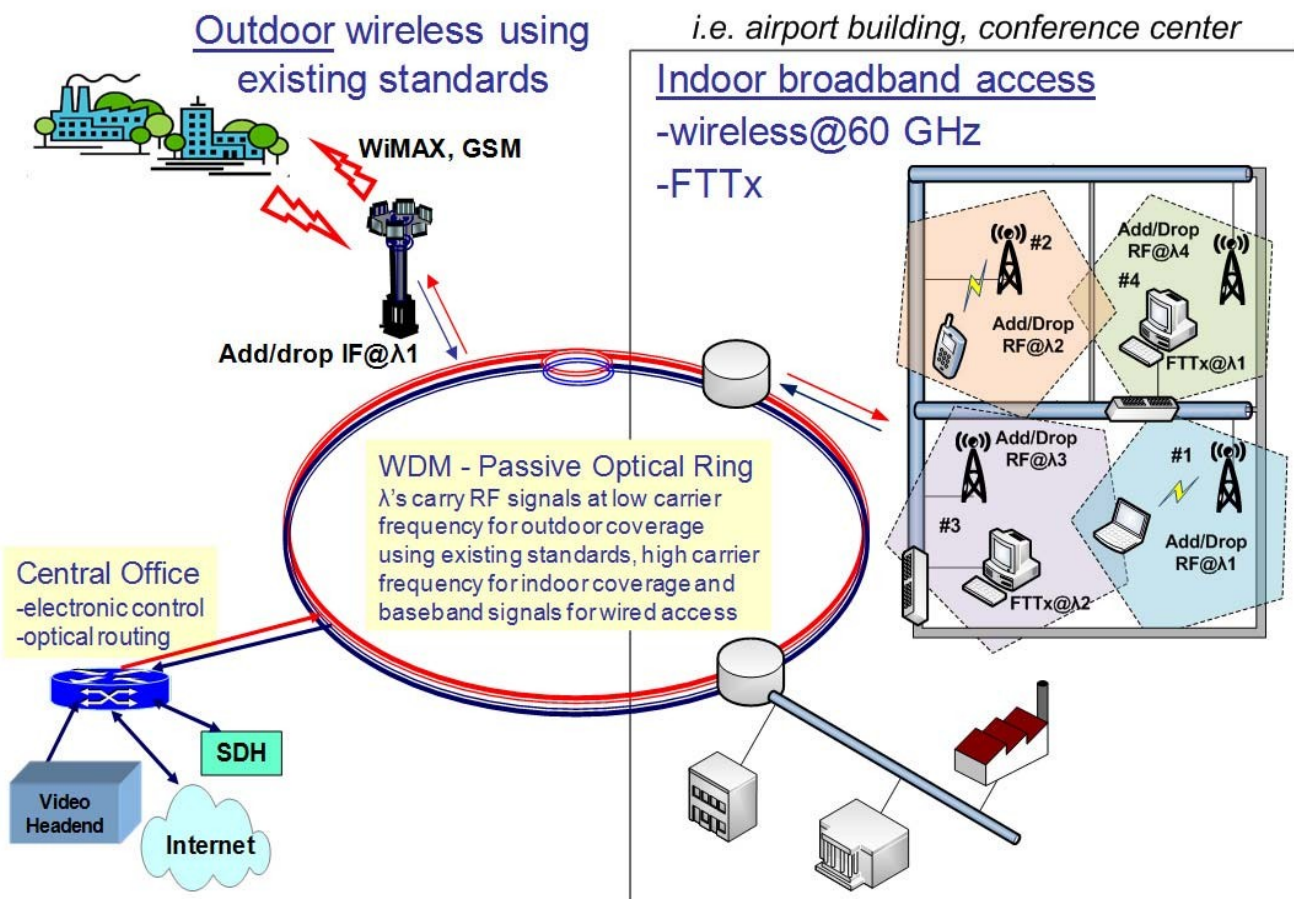 Outdoor wireless using
existing standards
i.e. airport building, conference center
Indoor broadband access
-wireless@60 GHz
-FTTx
WiMAX, GSM
Add/drop IF@λ1
#2
Add/Drop
RF@λ2
Add/Drop
RF@λ4
#4
FTTx@λ1
Add/Drop
RF@λ3
#3
FTTx@λ2
#1
Add/Drop
RF@λ1
WDM - Passive Optical Ring
λ's carry RF signals at low carrier
frequency for outdoor coverage
using existing standards, high carrier
frequency for indoor coverage and
baseband signals for wired access
Central Office
-electronic control
-optical routing
SDH
Video
Headend
Internet